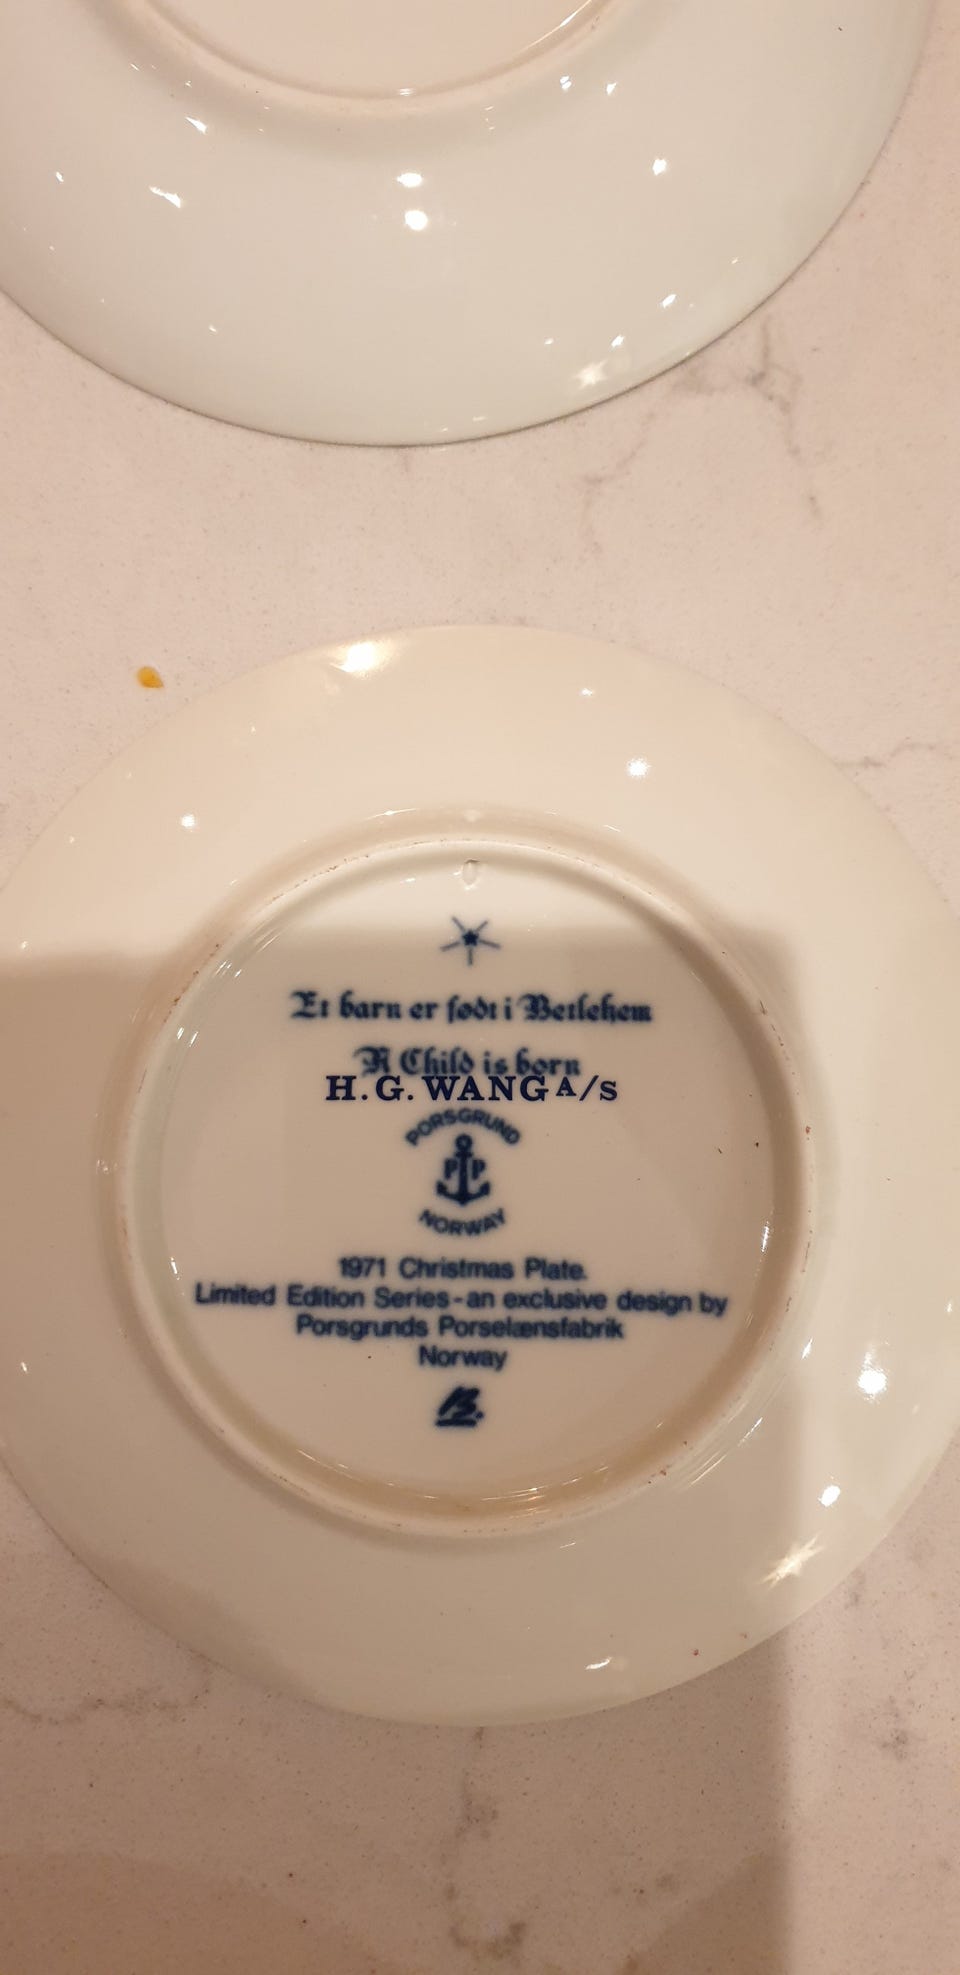 Et barn er født i Betlehem
A Child is born
H.G. WANG A/S
PORSGRUND
P P
NORWAY
1971 Christmas Plate.
Limited Edition Series - an exclusive design by
Porsgrunds Porselænsfabrik
Norway
B.